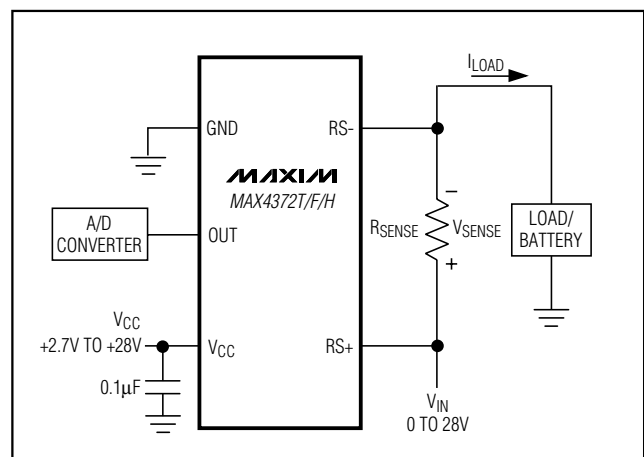 I_LOAD
GND
RS-
MAXIM
MAX4372T/F/H
A/D
CONVERTER
OUT
R_SENSE
−
V_SENSE
+
LOAD/
BATTERY
V_CC
+2.7V TO +28V
V_CC
RS+
0.1μF
V_IN
0 TO 28V